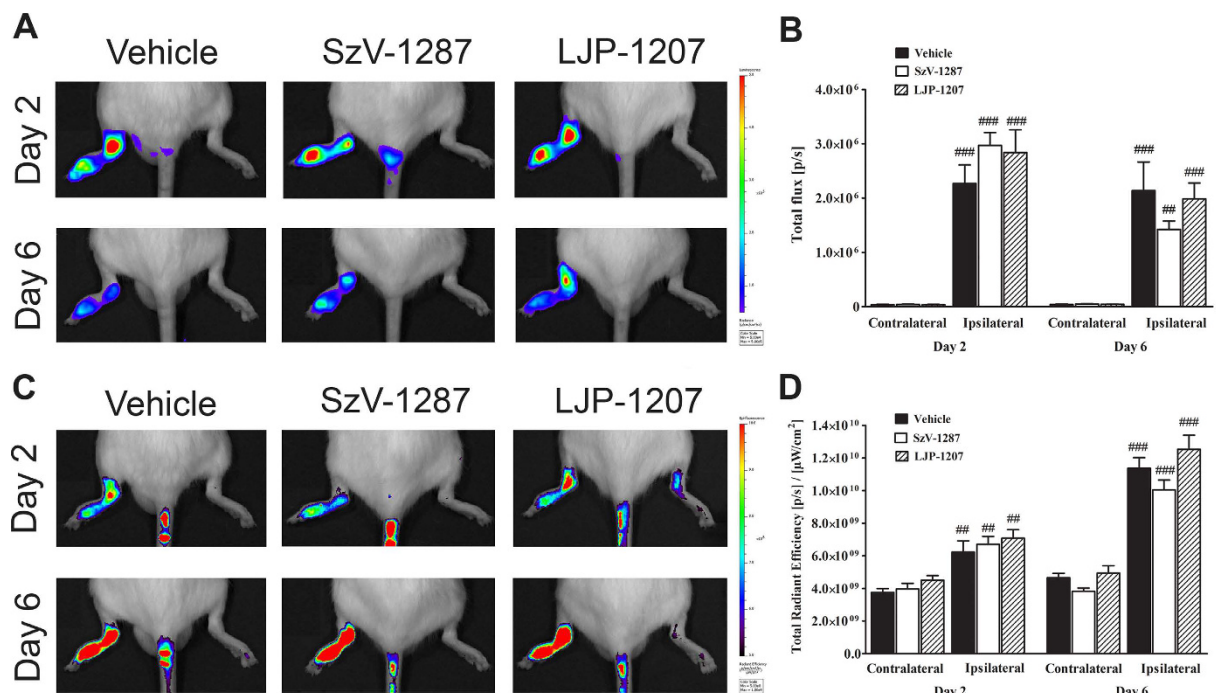 A
Vehicle SzV-1287 LJP-1207
Day 2
Day 6
B
Vehicle
SzV-1287
LJP-1207
Total flux [p/s]
4.0×10⁶
3.0×10⁶
2.0×10⁶
1.0×10⁶
0
### ### ###
### ## ###
Contralateral Ipsilateral Contralateral Ipsilateral
Day 2 Day 6
C
Vehicle SzV-1287 LJP-1207
Day 2
Day 6
D
Vehicle
SzV-1287
LJP-1207
Total Radiant Efficiency [p/s] / [µW/cm²]
1.4×10¹⁰
1.2×10¹⁰
1.0×10¹⁰
8.0×10⁰⁹
6.0×10⁰⁹
4.0×10⁰⁹
2.0×10⁰⁹
0.0
## ## ##
### ### ###
Contralateral Ipsilateral Contralateral Ipsilateral
Day 2 Day 6